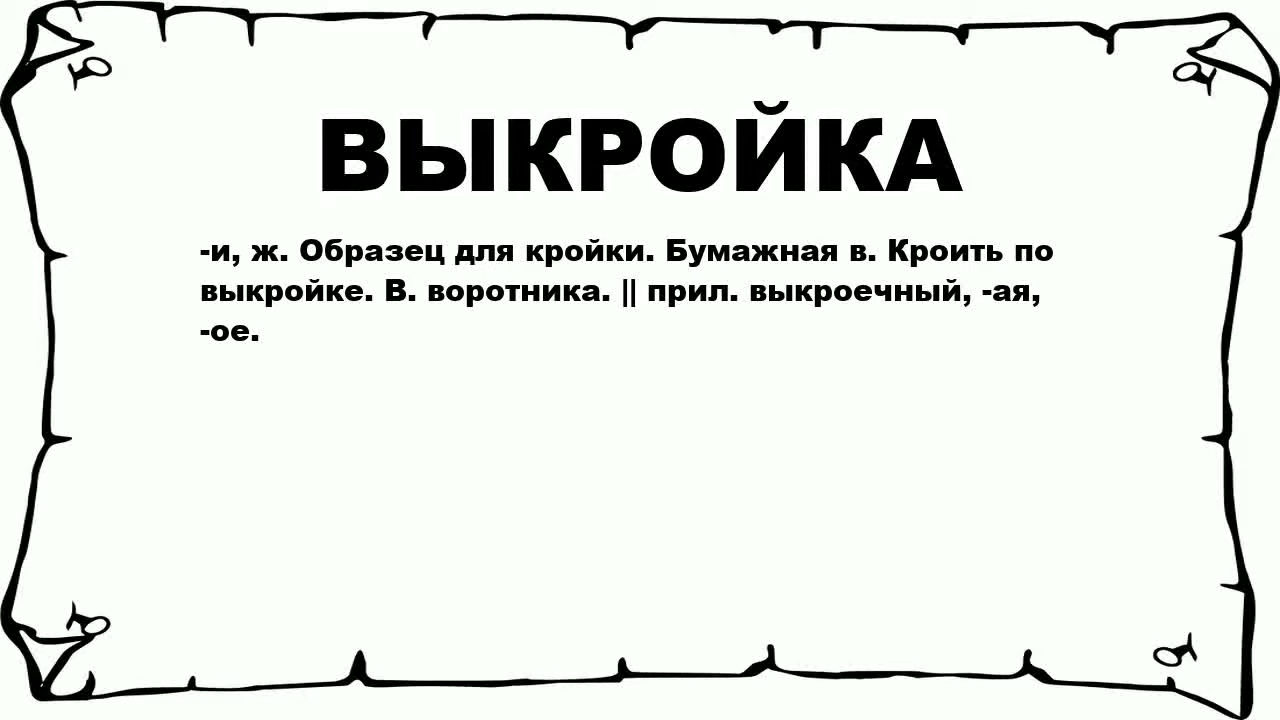 ВЫКРОЙКА
-и, ж. Образец для кройки. Бумажная в. Кроить по
выкройке. В. воротника. || прил. выкроечный, -ая,
-ое.